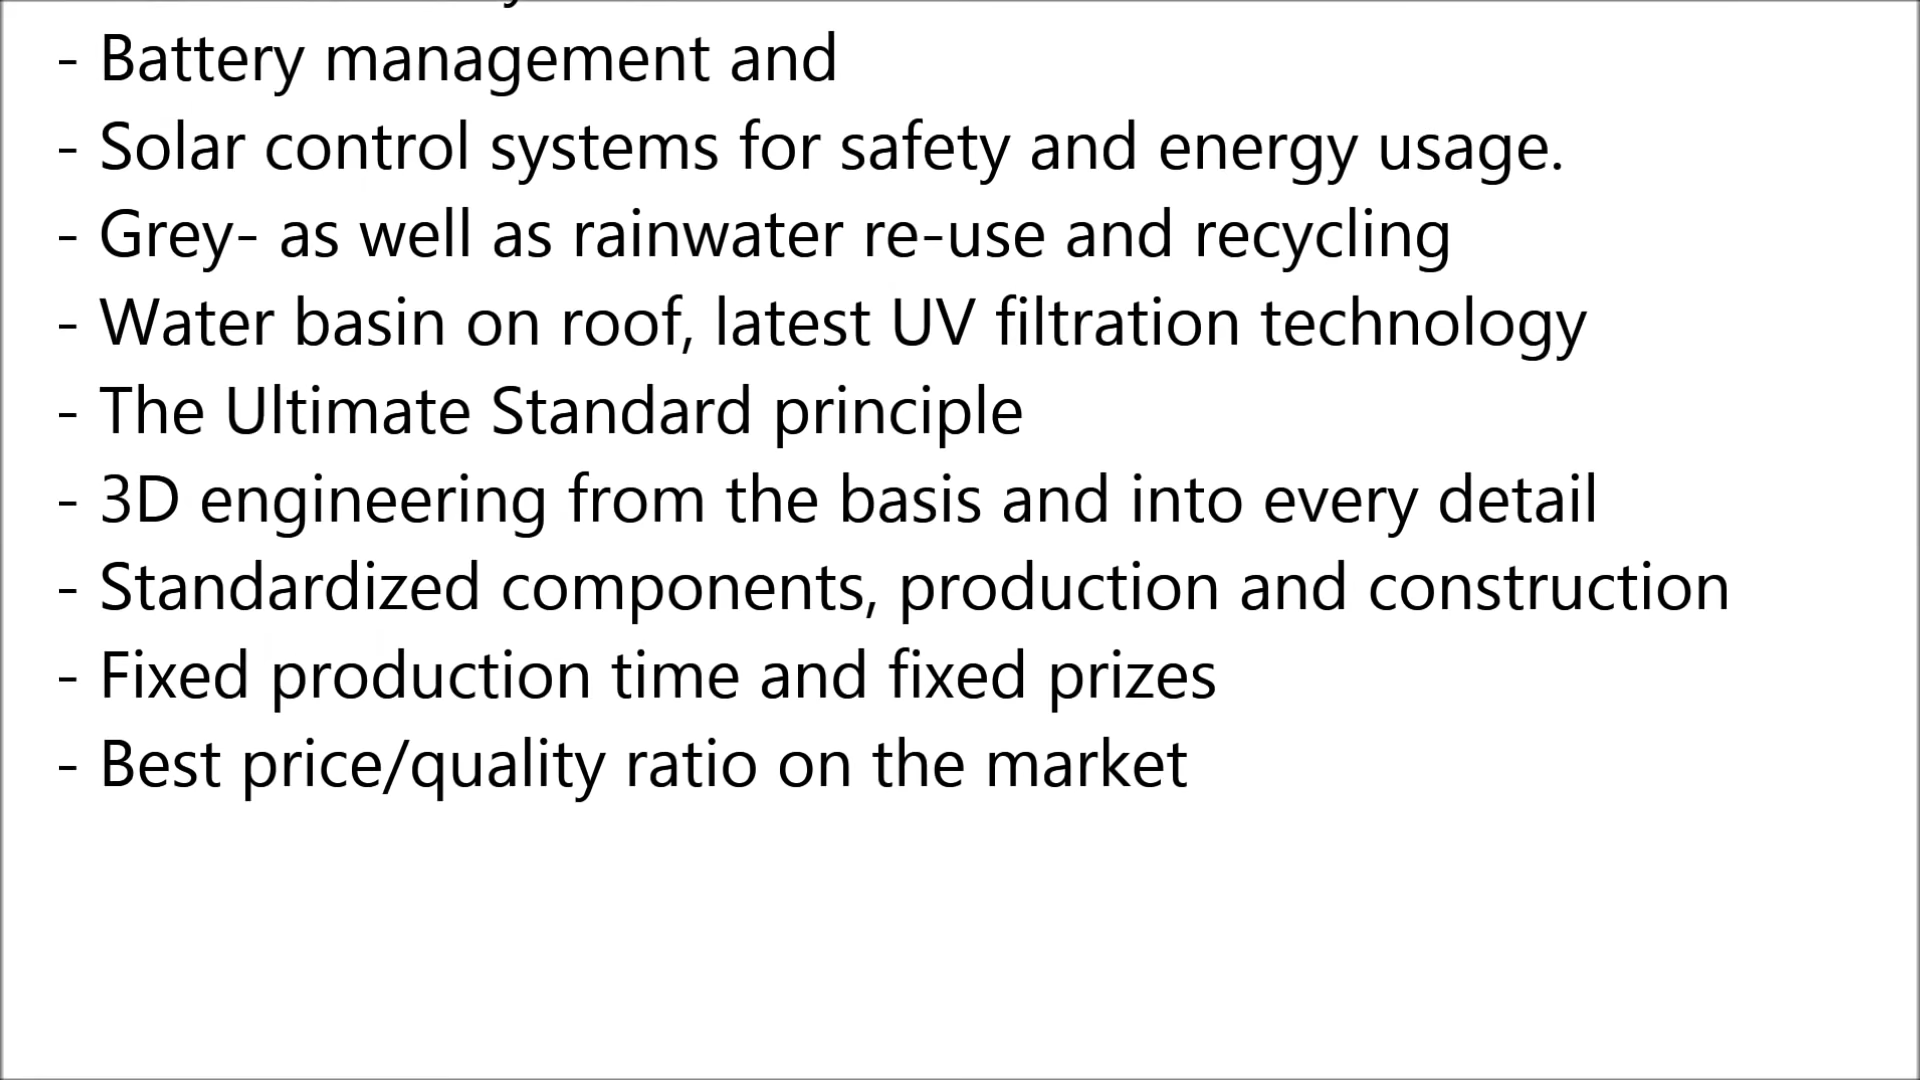 - Battery management and
- Solar control systems for safety and energy usage.
- Grey- as well as rainwater re-use and recycling
- Water basin on roof, latest UV filtration technology
- The Ultimate Standard principle
- 3D engineering from the basis and into every detail
- Standardized components, production and construction
- Fixed production time and fixed prizes
- Best price/quality ratio on the market